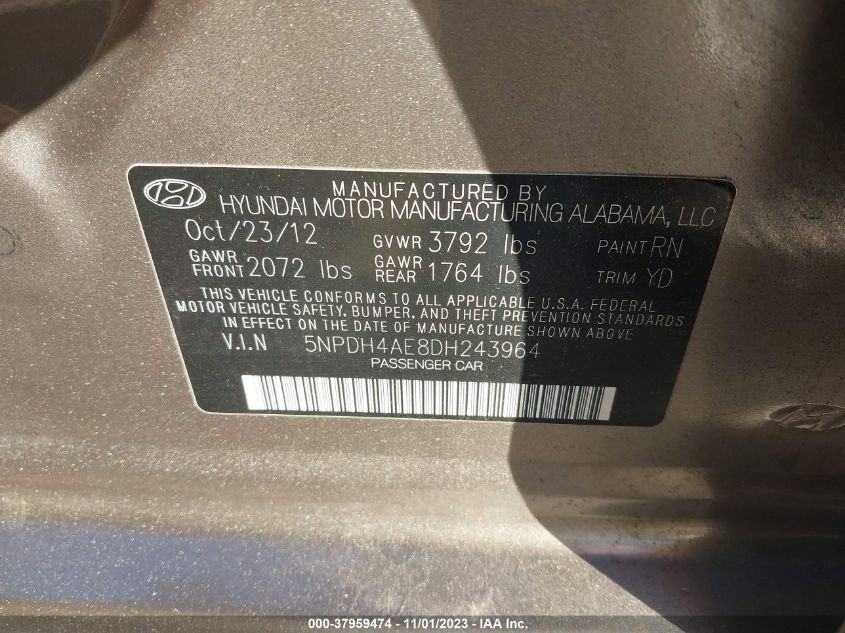 MANUFACTURED BY
HYUNDAI MOTOR MANUFACTURING ALABAMA, LLC
Oct/23/12 GVWR 3792 lbs PAINT RN
GAWR FRONT 2072 lbs GAWR REAR 1764 lbs TRIM YD
THIS VEHICLE CONFORMS TO ALL APPLICABLE U.S.A. FEDERAL
MOTOR VEHICLE SAFETY, BUMPER, AND THEFT PREVENTION STANDARDS
IN EFFECT ON THE DATE OF MANUFACTURE SHOWN ABOVE
V.I.N 5NPDH4AE8DH243964
PASSENGER CAR
000-37959474 - 11/01/2023 - © IAA Inc.